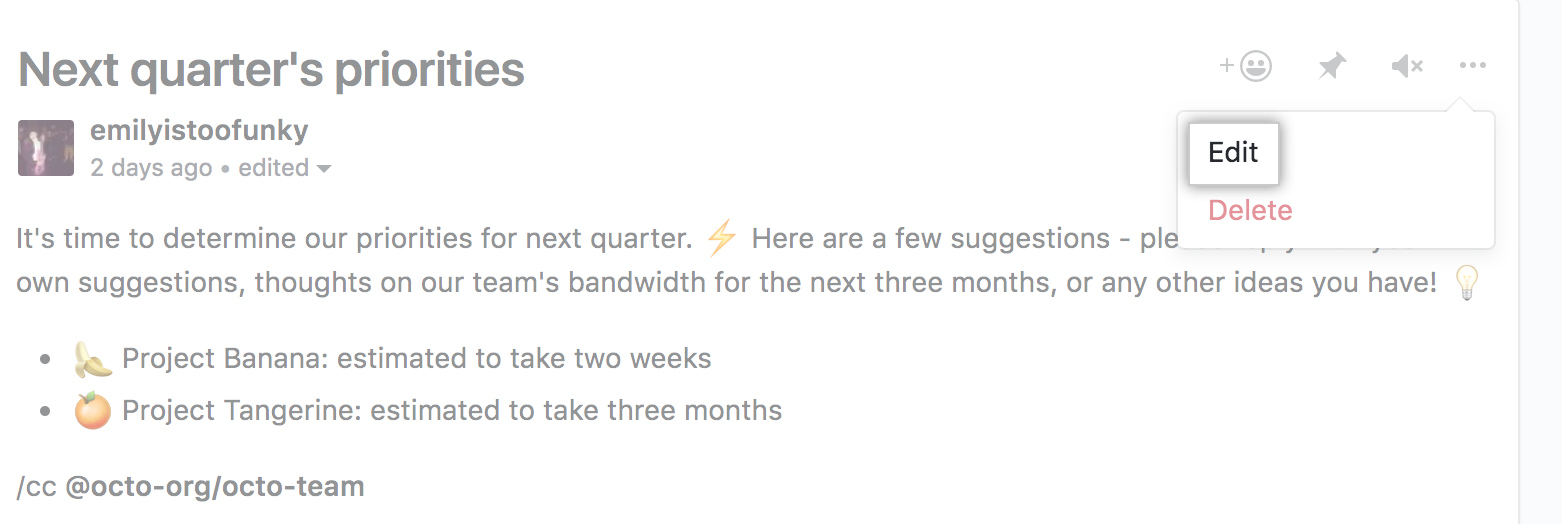 Next quarter's priorities
emilyistoofunky
2 days ago • edited
Edit
Delete
It's time to determine our priorities for next quarter. ⚡ Here are a few suggestions -
own suggestions, thoughts on our team's bandwidth for the next three months, or any other ideas you have! 💡
• 🍌 Project Banana: estimated to take two weeks
• 🍊 Project Tangerine: estimated to take three months
/cc @octo-org/octo-team